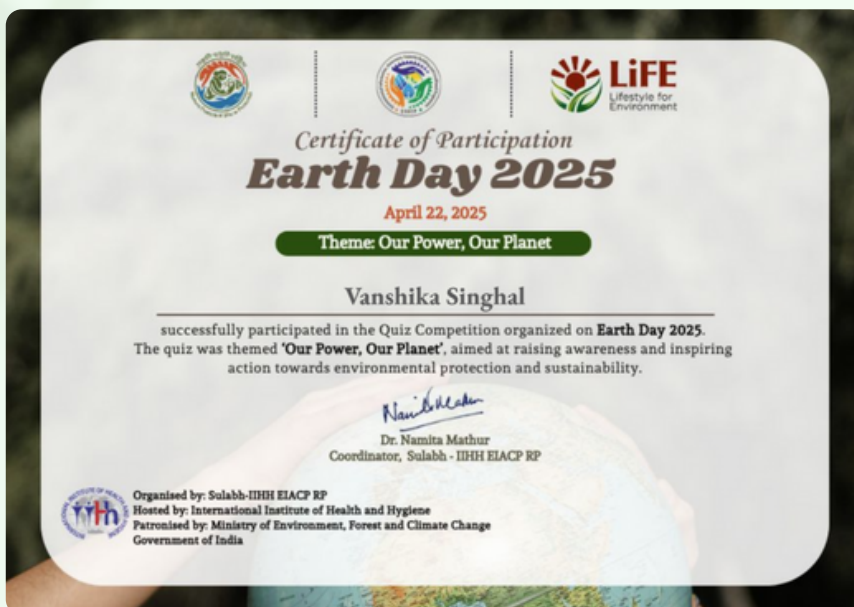 LiFE
Lifestyle for
Environment
Certificate of Participation
Earth Day 2025
April 22, 2025
Theme: Our Power, Our Planet
Vanshika Singhal
successfully participated in the Quiz Competition organized on Earth Day 2025.
The quiz was themed 'Our Power, Our Planet', aimed at raising awareness and inspiring
action towards environmental protection and sustainability.
Dr. Namita Mathur
Coordinator, Sulabh - IIHH EIACP RP
Organised by: Sulabh-IIHH EIACP RP
Hosted by: International Institute of Health and Hygiene
Patronised by: Ministry of Environment, Forest and Climate Change
Government of India